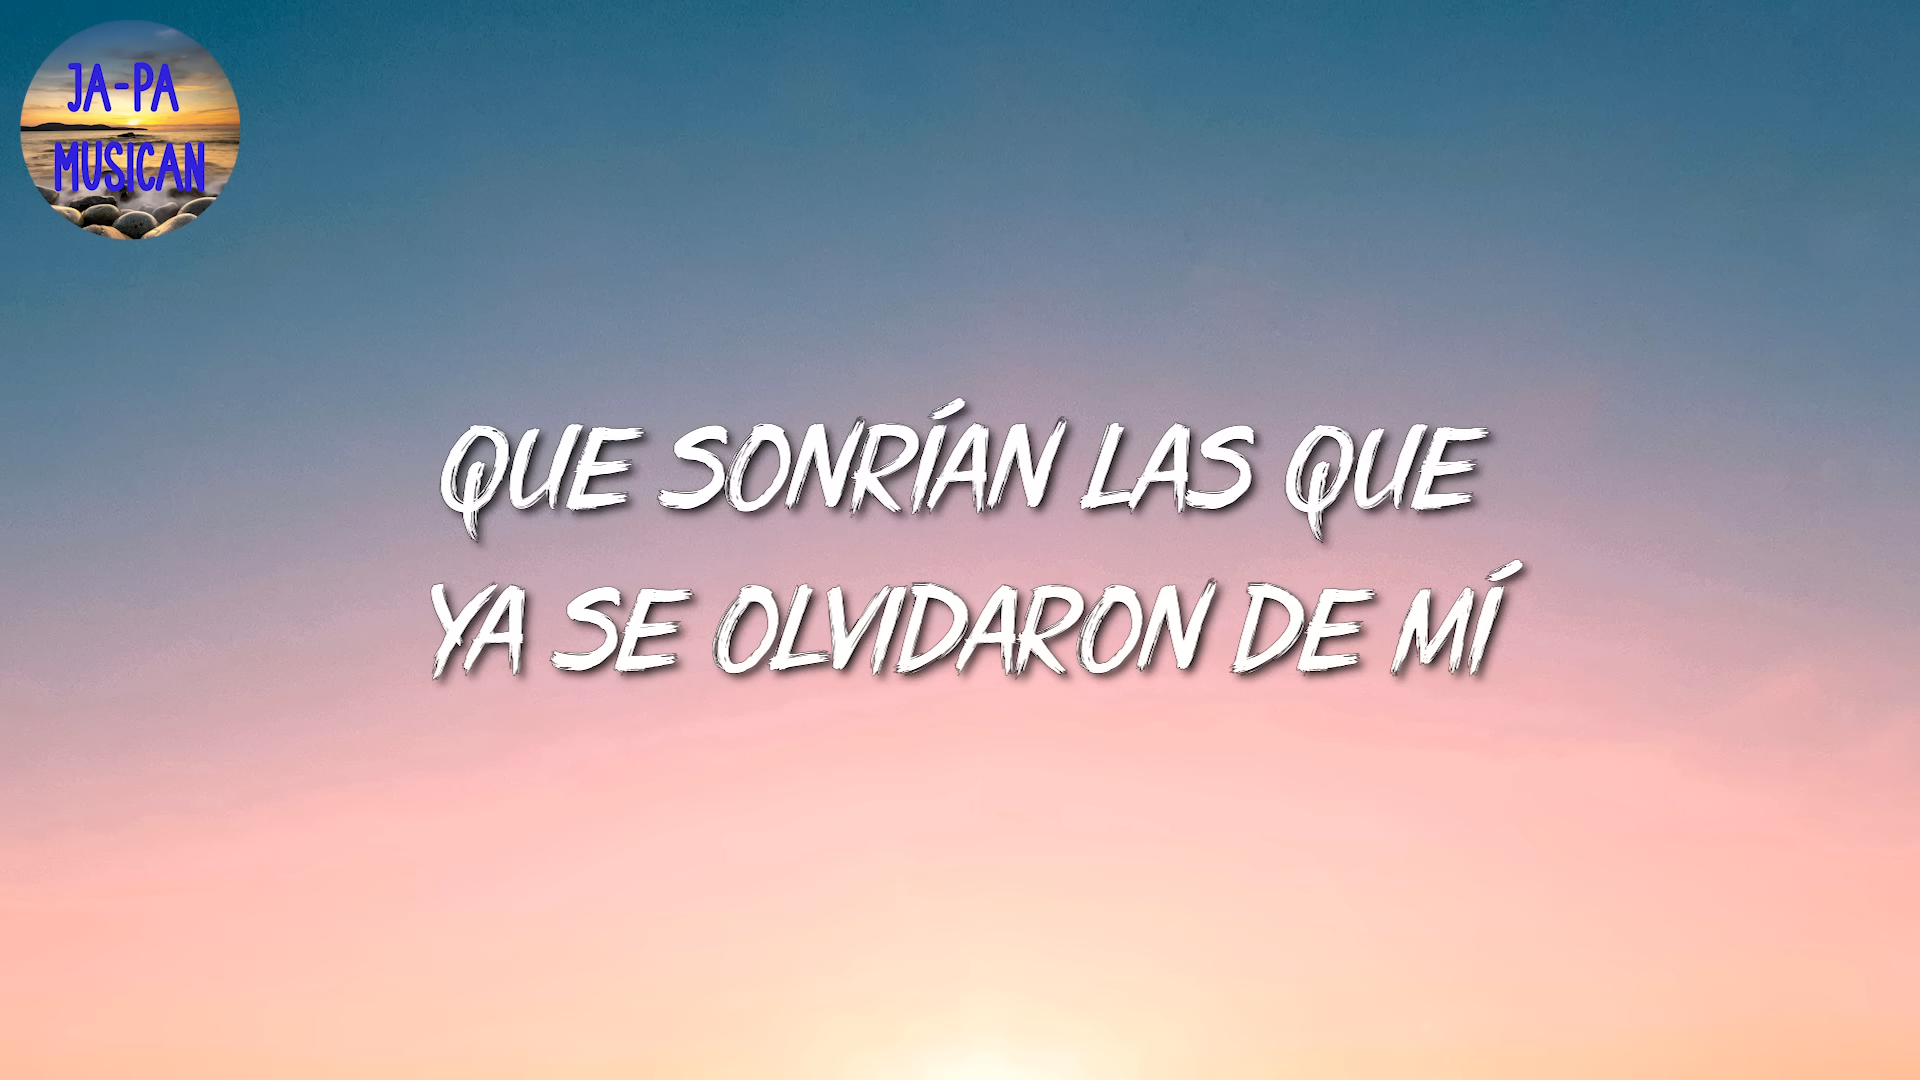 JA-PA
MUSICAN
QUE SONRÍAN LAS QUE
YA SE OLVIDARON DE MÍ